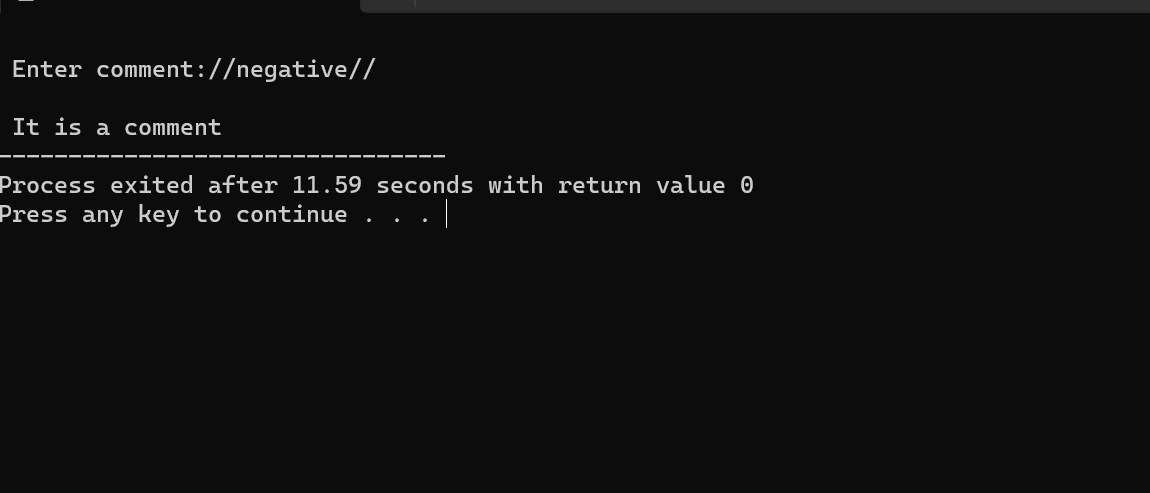 Enter comment://negative//
It is a comment
--------------------------------
Process exited after 11.59 seconds with return value 0
Press any key to continue . . .